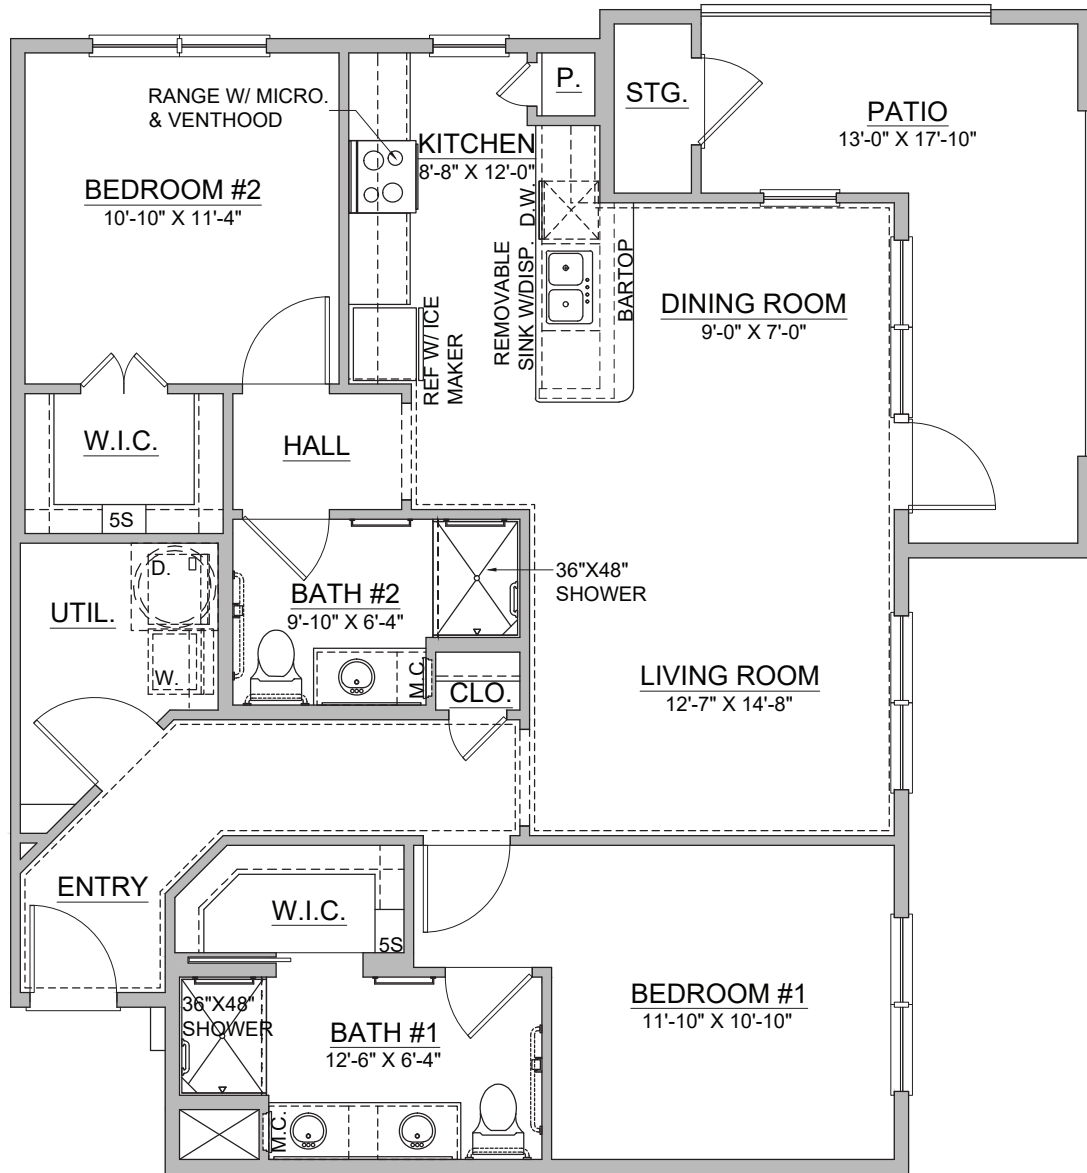 RANGE W/ MICRO.
& VENTHOOD
BEDROOM #2
10'-10" X 11'-4"
KITCHEN
8'-8" X 12'-0"
P.
STG.
PATIO
13'-0" X 17'-10"
D.W.
REMOVABLE
SINK W/DISP.
BARTOP
REF W/ ICE
MAKER
DINING ROOM
9'-0" X 7'-0"
W.I.C.
5S
HALL
D.
UTIL.
W.
BATH #2
9'-10" X 6'-4"
36"X48"
SHOWER
M.C.
CLO.
LIVING ROOM
12'-7" X 14'-8"
ENTRY
W.I.C.
5S
36"X48"
SHOWER
BATH #1
12'-6" X 6'-4"
M.C.
BEDROOM #1
11'-10" X 10'-10"